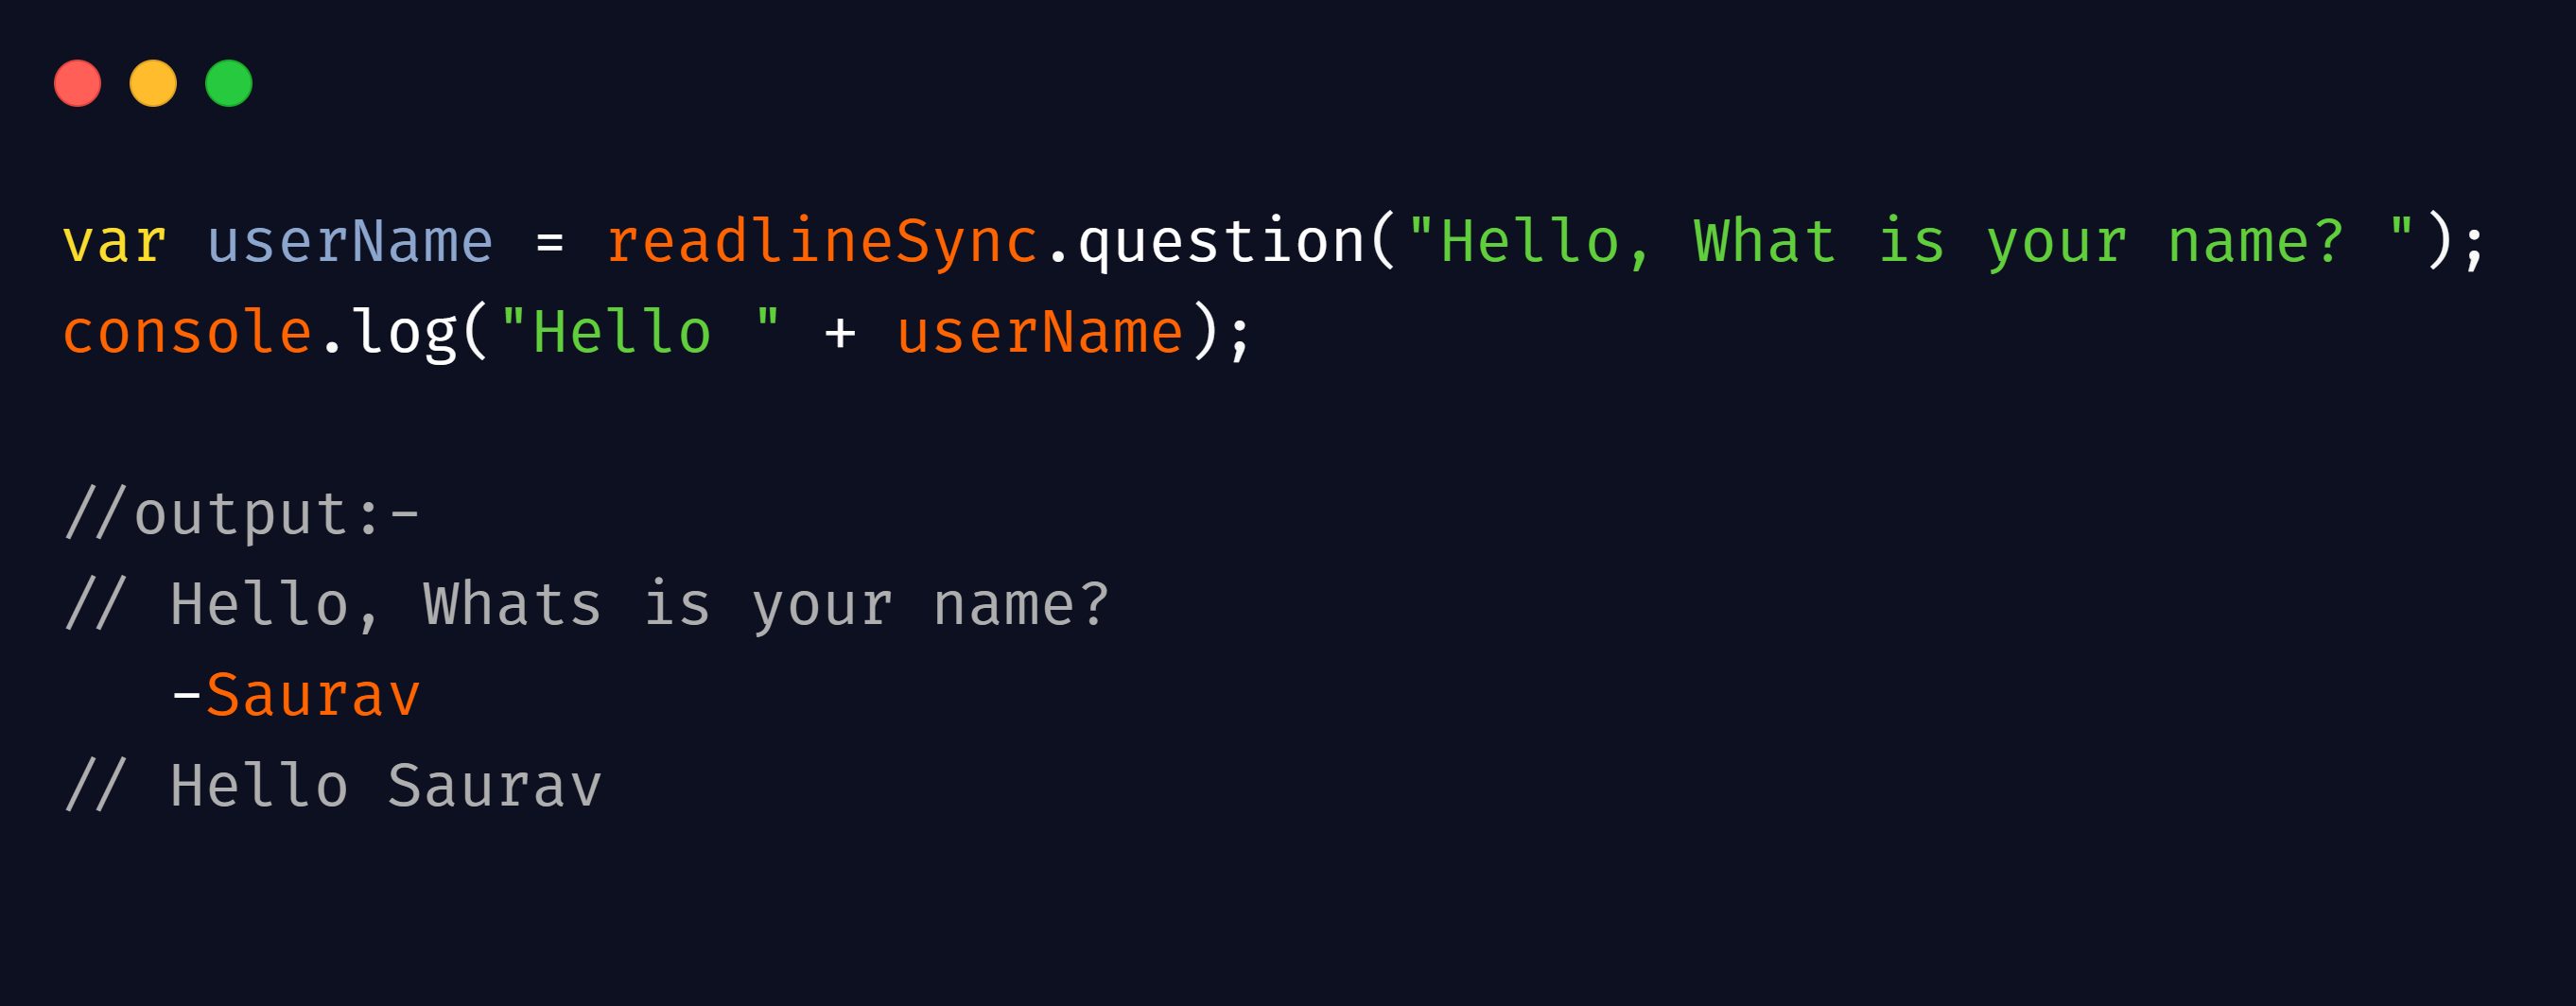 var userName = readlineSync.question("Hello, What is your name? ");
console.log("Hello " + userName);
//output:-
// Hello, Whats is your name?
-Saurav
// Hello Saurav